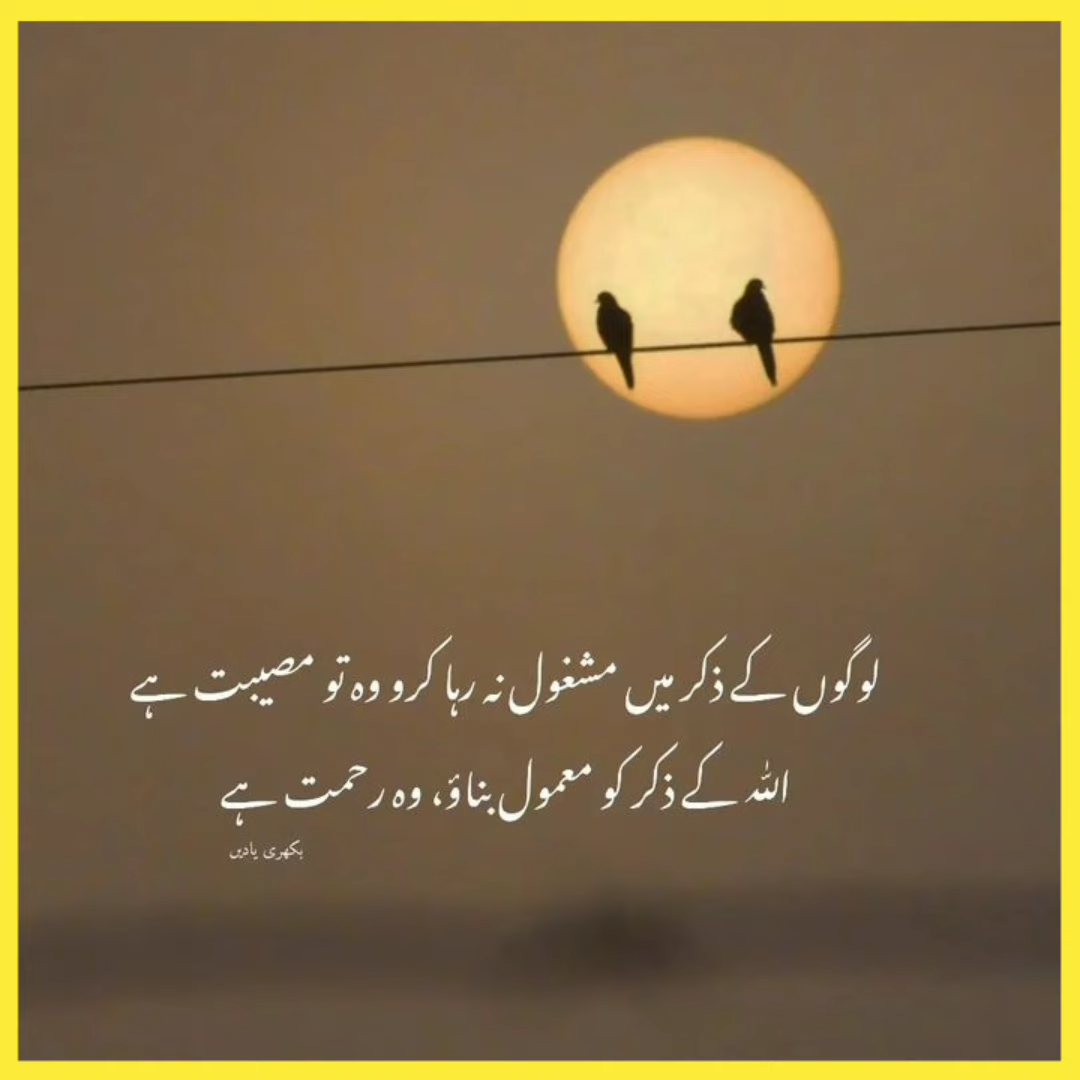 لوگوں کے ذکر میں مشغول نہ رہا کرو وہ تو مصیبت ہے
اللہ کے ذکر کو معمول بناؤ، وہ رحمت ہے
بکھری یادیں